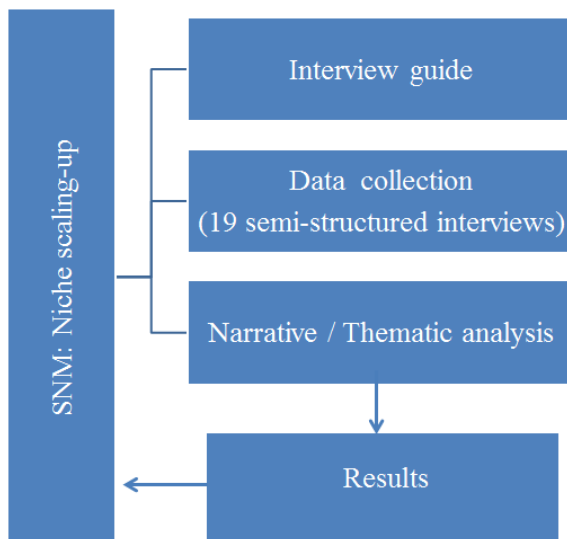 SNM: Niche scaling-up
Interview guide
Data collection
(19 semi-structured interviews)
Narrative / Thematic analysis
Results